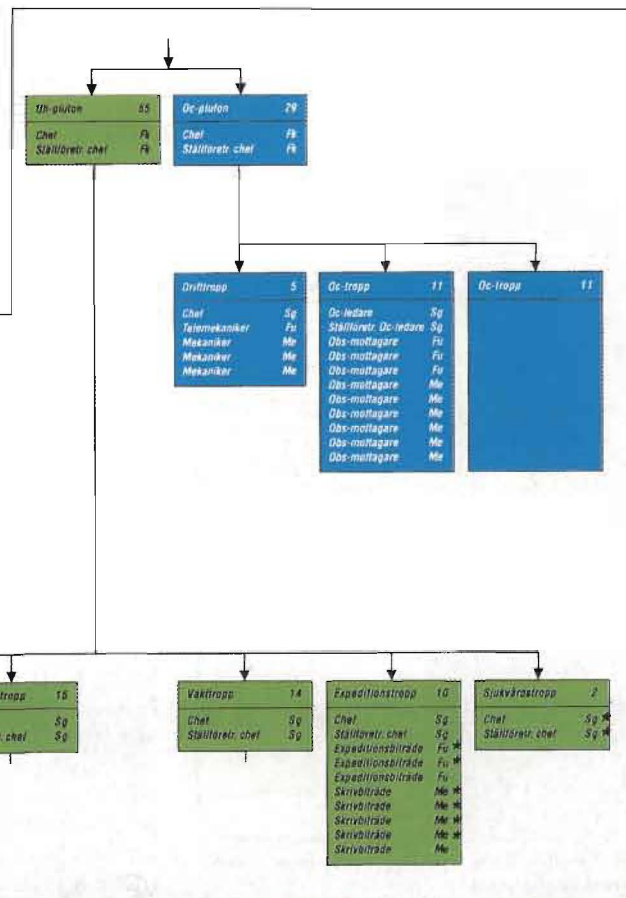 Uh-pluton 55
Chef Fk
Ställföretr. chef Fk
Oc-pluton 29
Chef Fk
Ställföretr. chef Fk
Drifttropp 5
Chef Sg
Telemekaniker Fu
Mekaniker Me
Mekaniker Me
Mekaniker Me
Oc-tropp 11
Oc-ledare Sg
Ställföretr. Oc-ledare Sg
Obs-mottagare Fu
Obs-mottagare Fu
Obs-mottagare Fu
Obs-mottagare Me
Obs-mottagare Me
Obs-mottagare Me
Obs-mottagare Me
Obs-mottagare Me
Obs-mottagare Me
Oc-tropp 11
tropp 15
Sg
tr. chef Sg
Vakttropp 14
Chef Sg
Ställföretr. chef Sg
Expeditionstropp 10
Chef Sg
Ställföretr. chef Sg
Expeditionsbiträde Fu ★
Expeditionsbiträde Fu ★
Expeditionsbiträde Fu
Skrivbiträde Me ★
Skrivbiträde Me ★
Skrivbiträde Me ★
Skrivbiträde Me ★
Skrivbiträde Me
Sjukvårdstropp 2
Chef Sg ★
Ställföretr. chef Sg ★